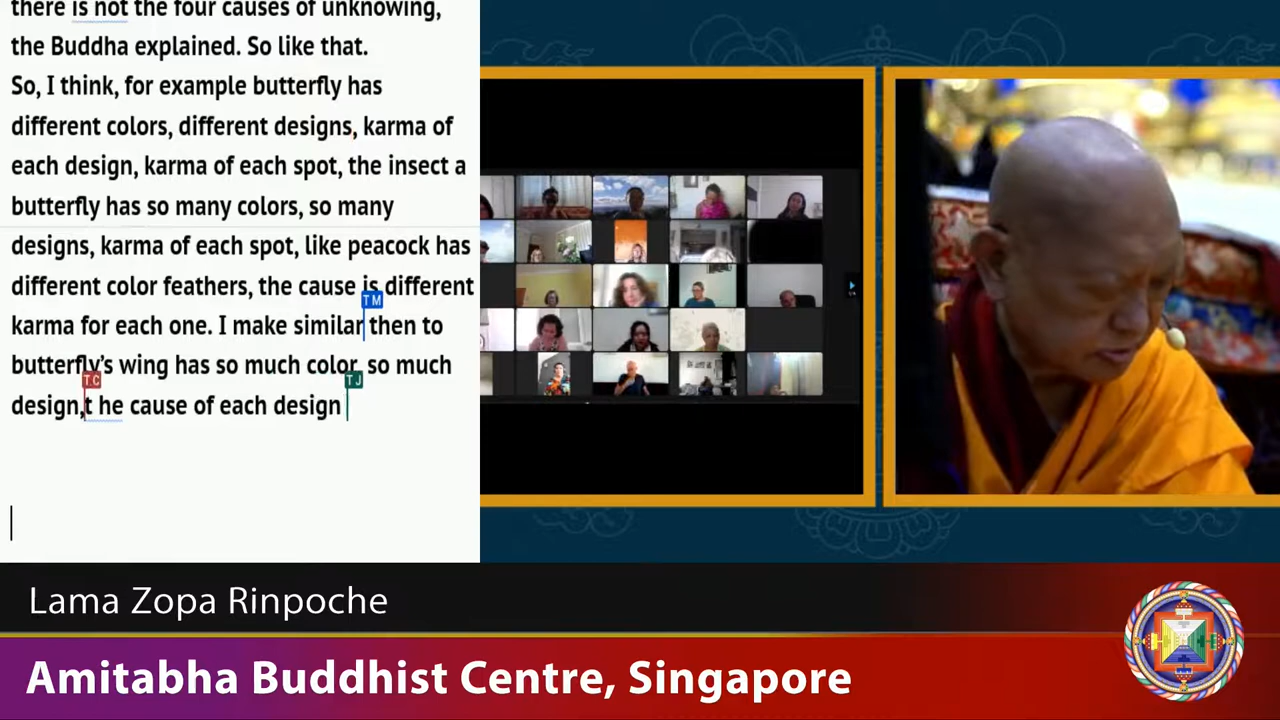 there is not the four causes of unknowing,
the Buddha explained. So like that.
So, I think, for example butterfly has
different colors, different designs, karma of
each design, karma of each spot, the insect a
butterfly has so many colors, so many
designs, karma of each spot, like peacock has
different color feathers, the cause is different
TM
karma for each one. I make similar then to
butterfly's wing has so much color, so much
TC
TJ
design,t he cause of each design
Lama Zopa Rinpoche
Amitabha Buddhist Centre, Singapore